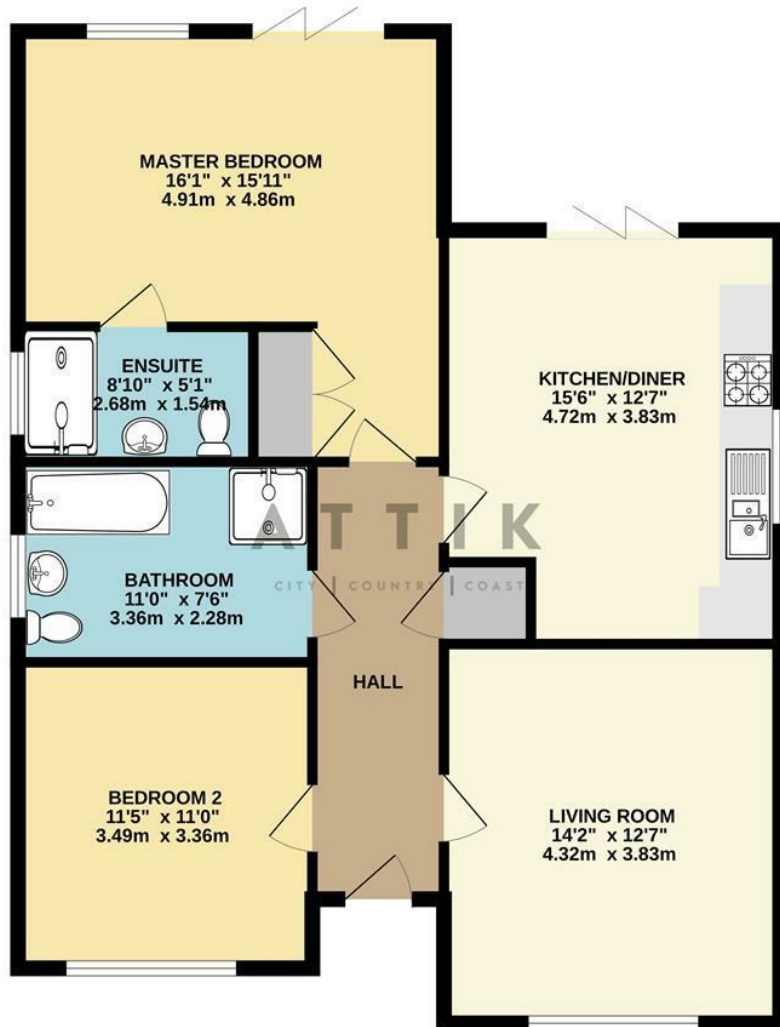 MASTER BEDROOM
16'1" x 15'11"
4.91m x 4.86m
ENSUITE
8'10" x 5'1"
2.68m x 1.54m
KITCHEN/DINER
15'6" x 12'7"
4.72m x 3.83m
ATTIK
CITY | COUNTRY | COAST
BATHROOM
11'0" x 7'6"
3.36m x 2.28m
HALL
BEDROOM 2
11'5" x 11'0"
3.49m x 3.36m
LIVING ROOM
14'2" x 12'7"
4.32m x 3.83m